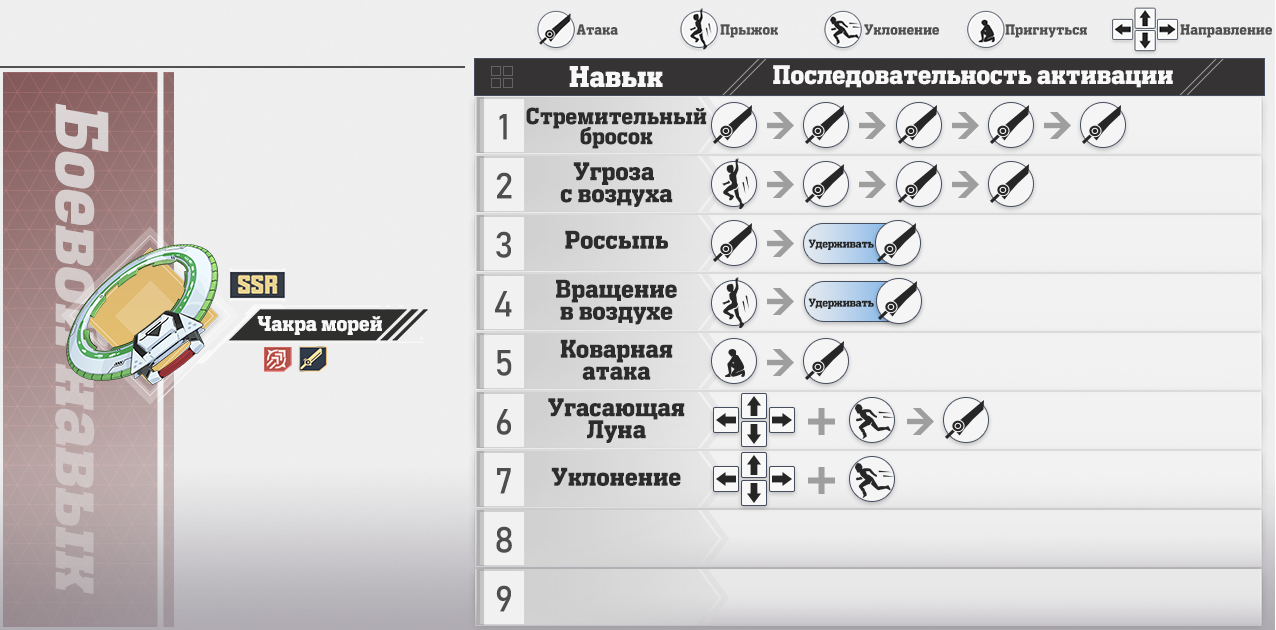 Атака
Прыжок
Уклонение
Пригнуться
Направление
Навык
Последовательность активации
Боевой навык
SSR
Чакра морей
1
Стремительный
бросок
2
Угроза
с воздуха
3
Россыпь
Удерживать
4
Вращение
в воздухе
Удерживать
5
Коварная
атака
6
Угасающая
Луна
7
Уклонение
8
9